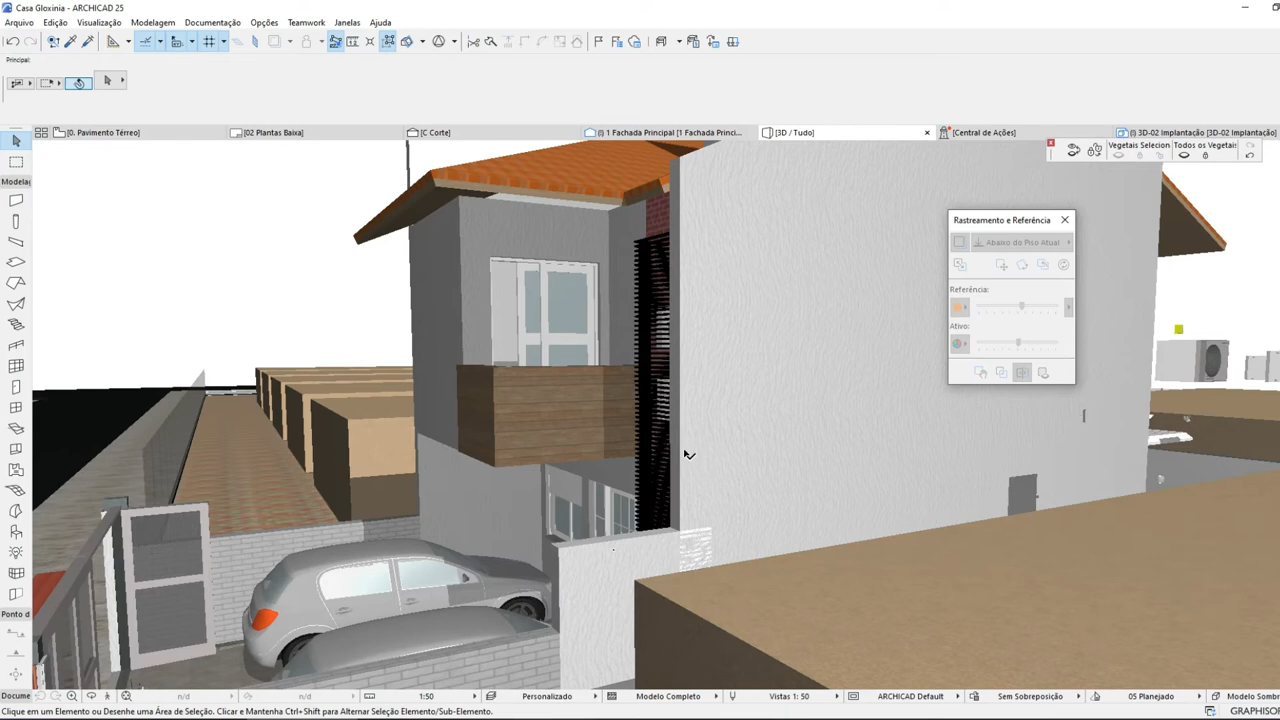 Casa Gloxinia - ARCHICAD 25
Arquivo Edição Visualização Modelagem Documentação Opções Teamwork Janelas Ajuda
Principal:
[0. Pavimento Térreo] [02 Plantas Baixa] [C Corte] (!) 1 Fachada Principal [1 Fachada Princi... [3D / Tudo] [Central de Ações] (!) 3D-02 Implantação [3D-02 Implantação]
Vegetais Selecion Todos os Vegetais
Modelag
Rastreamento e Referência
Abaixo do Piso Atual
Referência:
Ativo:
Ponto d
Docume n/d n/d 1:50 Personalizado Modelo Completo Vistas 1: 50 ARCHICAD Default Sem Sobreposição 05 Planejado Modelo Sombr
Clique em um Elemento ou Desenhe uma Área de Seleção. Clicar e Mantenha Ctrl+Shift para Alternar Seleção Elemento/Sub-Elemento.
GRAPHISOF